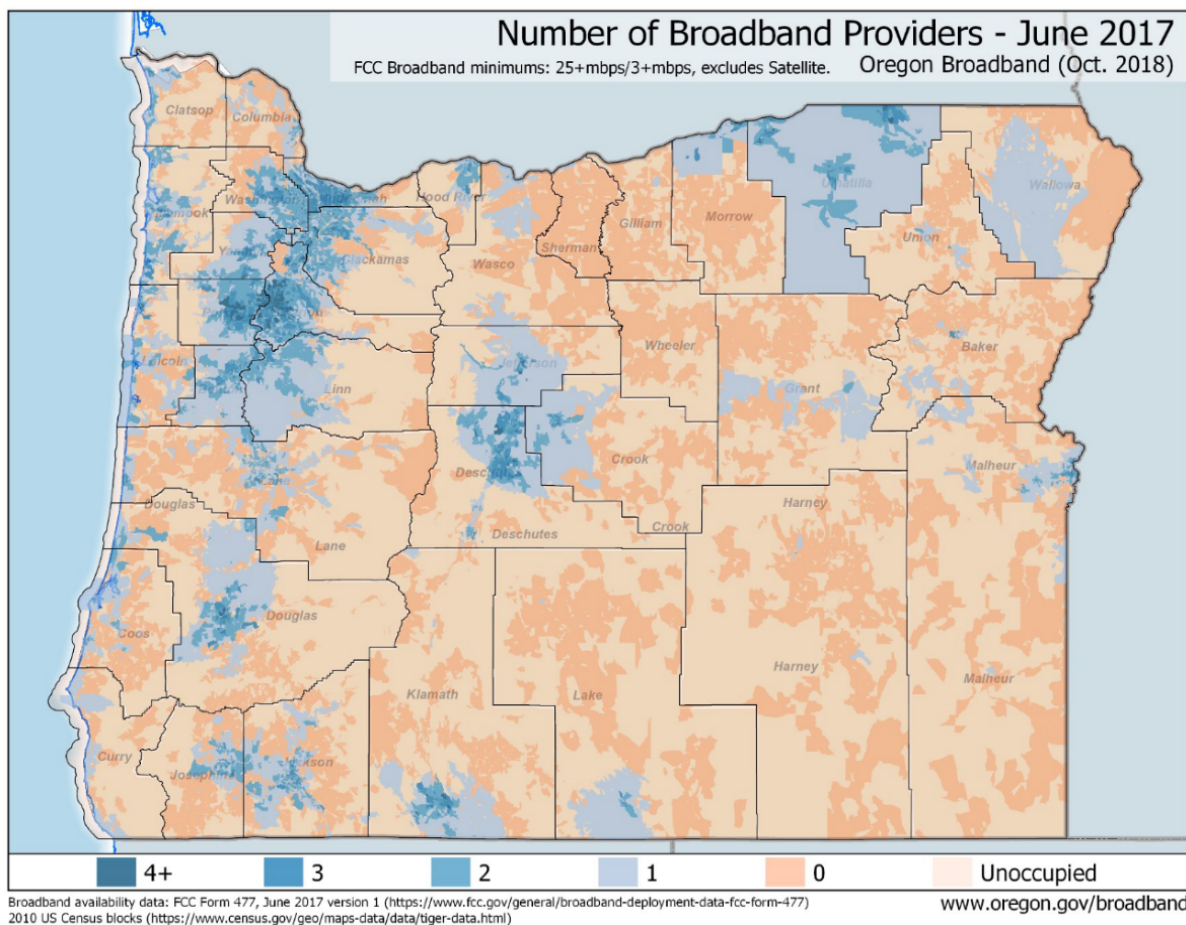 Number of Broadband Providers - June 2017
FCC Broadband minimums: 25+mbps/3+mbps, excludes Satellite. Oregon Broadband (Oct. 2018)
Clatsop
Columbia
Hood River
Clackamas
Wasco
Sherman
Gilliam
Morrow
Umatilla
Union
Wallowa
Lincoln
Linn
Jefferson
Wheeler
Grant
Baker
Crook
Malheur
Lane
Douglas
Deschutes
Crook
Harney
Lane
Deschutes
Douglas
Coos
Klamath
Lake
Harney
Malheur
Curry
Josephine
Jackson
4+ 3 2 1 0 Unoccupied
Broadband availability data: FCC Form 477, June 2017 version 1 (https://www.fcc.gov/general/broadband-deployment-data-fcc-form-477)
2010 US Census blocks (https://www.census.gov/geo/maps-data/data/tiger-data.html)
www.oregon.gov/broadband